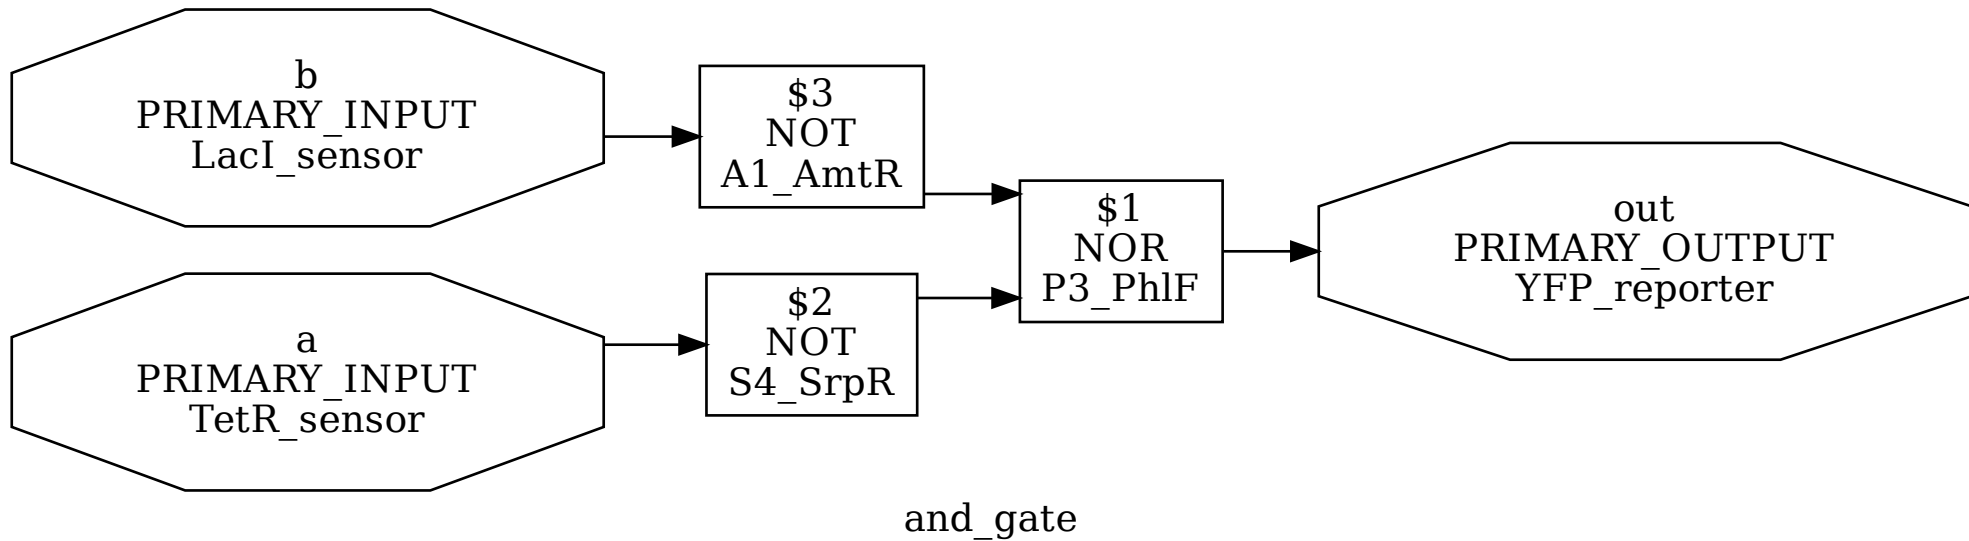 b
PRIMARY_INPUT
LacI_sensor
$3
NOT
A1_AmtR
a
PRIMARY_INPUT
TetR_sensor
$2
NOT
S4_SrpR
$1
NOR
P3_PhlF
out
PRIMARY_OUTPUT
YFP_reporter
and_gate